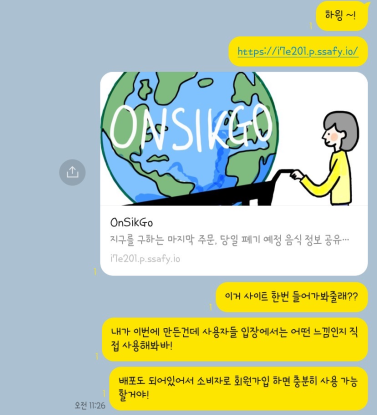 하윙 ~!
https://i7e201.p.ssafy.io/
ONSIKGO
OnSikGo
지구를 구하는 마지막 주문, 당일 폐기 예정 음식 정보 공유…
i7e201.p.ssafy.io
이거 사이트 한번 들어가봐줄래??
내가 이번에 만든건데 사용자들 입장에서는 어떤 느낌인지 직
접 사용해봐바!
배포도 되어있어서 소비자로 회원가입 하면 충분히 사용 가능
할거야!
오전 11:26